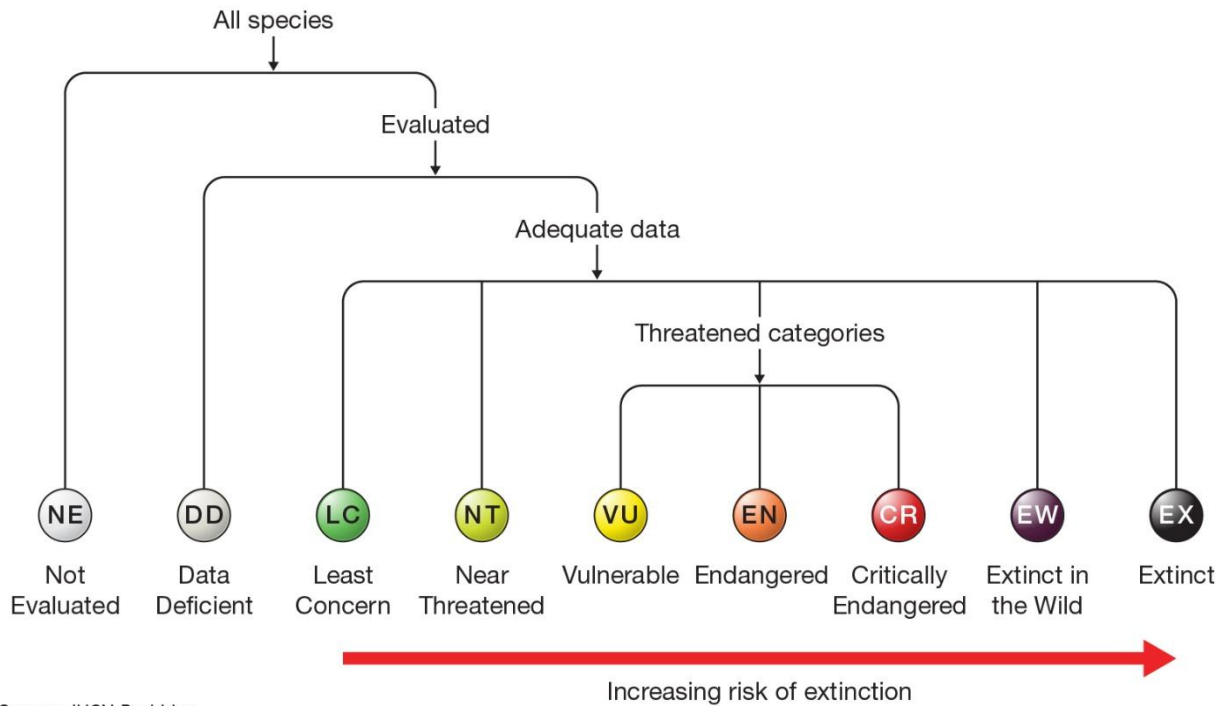 All species
Evaluated
Adequate data
Threatened categories
NE
DD
LC
NT
VU
EN
CR
EW
EX
Not
Evaluated
Data
Deficient
Least
Concern
Near
Threatened
Vulnerable
Endangered
Critically
Endangered
Extinct in
the Wild
Extinct
Increasing risk of extinction